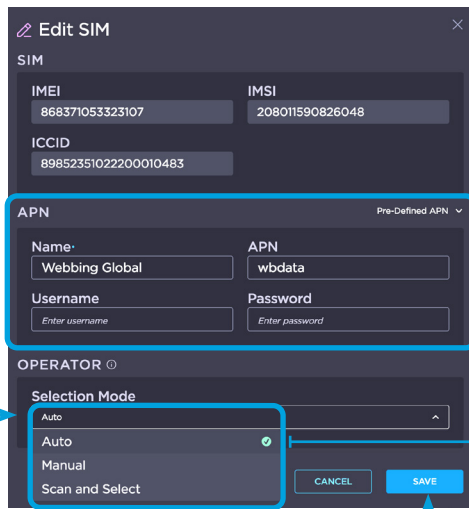 Edit SIM
SIM
IMEI IMSI
868371053323107 208011590826048
ICCID
89852351022200010483
APN Pre-Defined APN
Name· APN
Webbing Global wbdata
Username Password
Enter username Enter password
OPERATOR
Selection Mode
Auto
Auto
Manual
Scan and Select
CANCEL SAVE